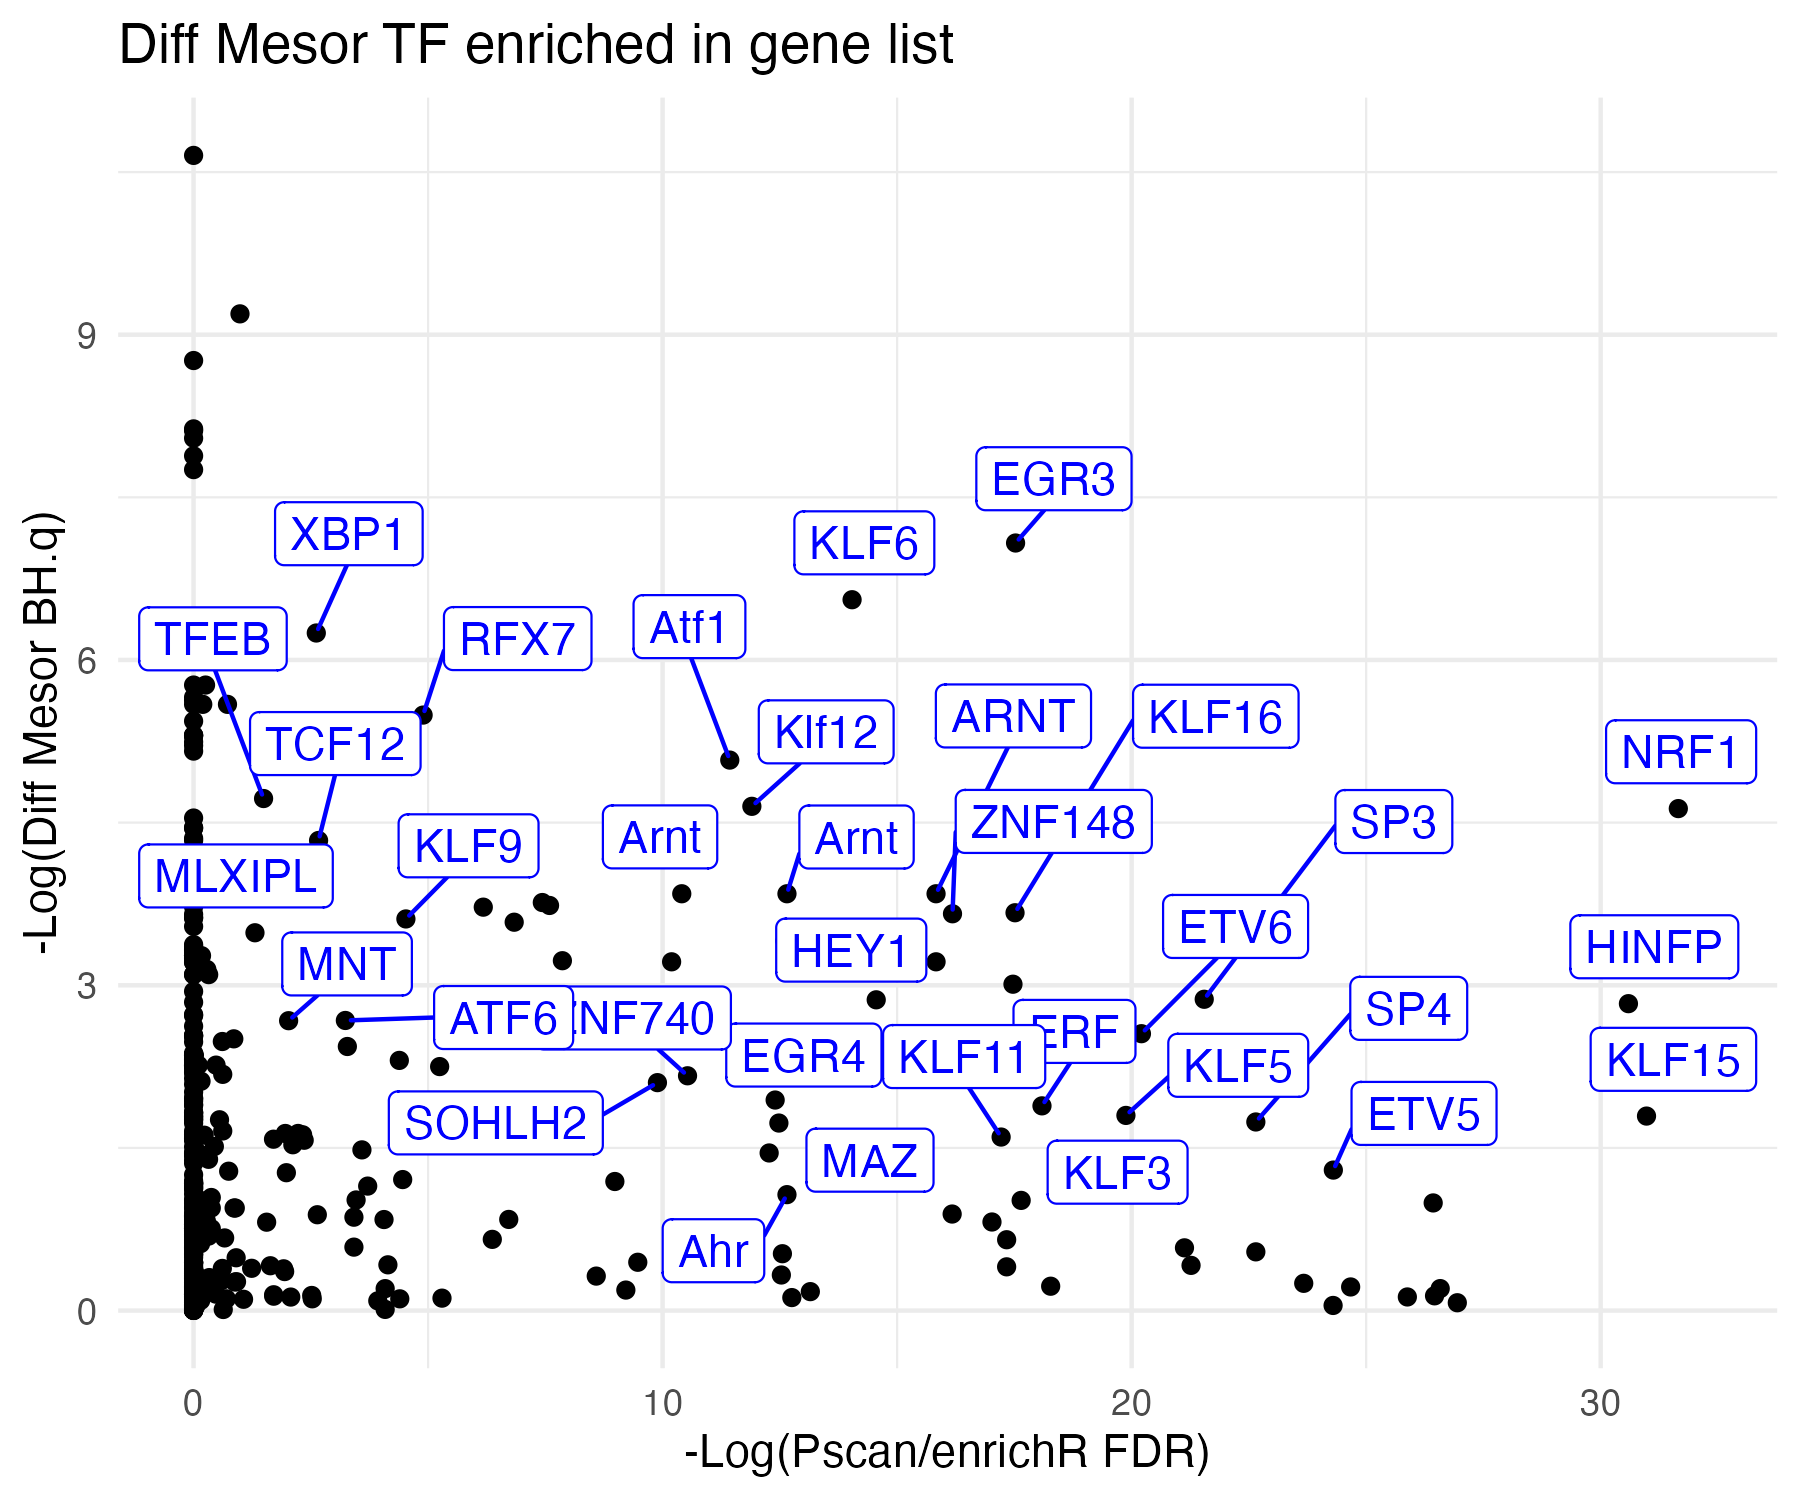 Diff Mesor TF enriched in gene list
-Log(Diff Mesor BH.q)
9
6
3
0
EGR3
XBP1
KLF6
TFEB
RFX7
Atf1
ARNT
KLF16
Klf12
TCF12
NRF1
ZNF148
SP3
Arnt
Arnt
KLF9
MLXIPL
ETV6
HINFP
HEY1
MNT
SP4
ATF6
NF740
ERF
EGR4
KLF11
KLF5
KLF15
SOHLH2
ETV5
MAZ
KLF3
Ahr
0 10 20 30
-Log(Pscan/enrichR FDR)